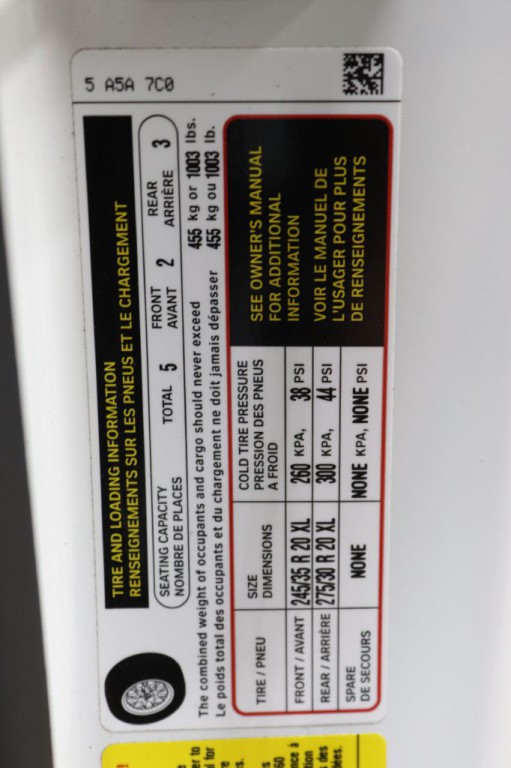 5 A5A 7C0
TIRE AND LOADING INFORMATION
RENSEIGNEMENTS SUR LES PNEUS ET LE CHARGEMENT
SEATING CAPACITY TOTAL 5 FRONT 2 REAR 3
NOMBRE DE PLACES AVANT ARRIÈRE
The combined weight of occupants and cargo should never exceed 455 kg or 1003 lbs.
Le poids total des occupants et du chargement ne doit jamais dépasser 455 kg ou 1003 lb.
TIRE / PNEU
SIZE
DIMENSIONS
COLD TIRE PRESSURE
PRESSION DES PNEUS
A FROID
FRONT / AVANT 245/35 R 20 XL 260 KPA, 38 PSI
REAR / ARRIÈRE 275/30 R 20 XL 300 KPA, 44 PSI
SPARE
DE SECOURS
NONE NONE KPA, NONE PSI
SEE OWNER'S MANUAL
FOR ADDITIONAL
INFORMATION
VOIR LE MANUEL DE
L'USAGER POUR PLUS
DE RENSEIGNEMENTS